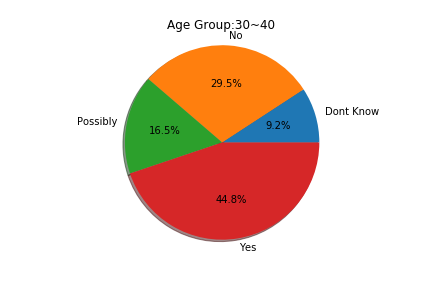 Age Group:30~40
No
29.5%
Dont Know
Possibly
16.5%
9.2%
44.8%
Yes